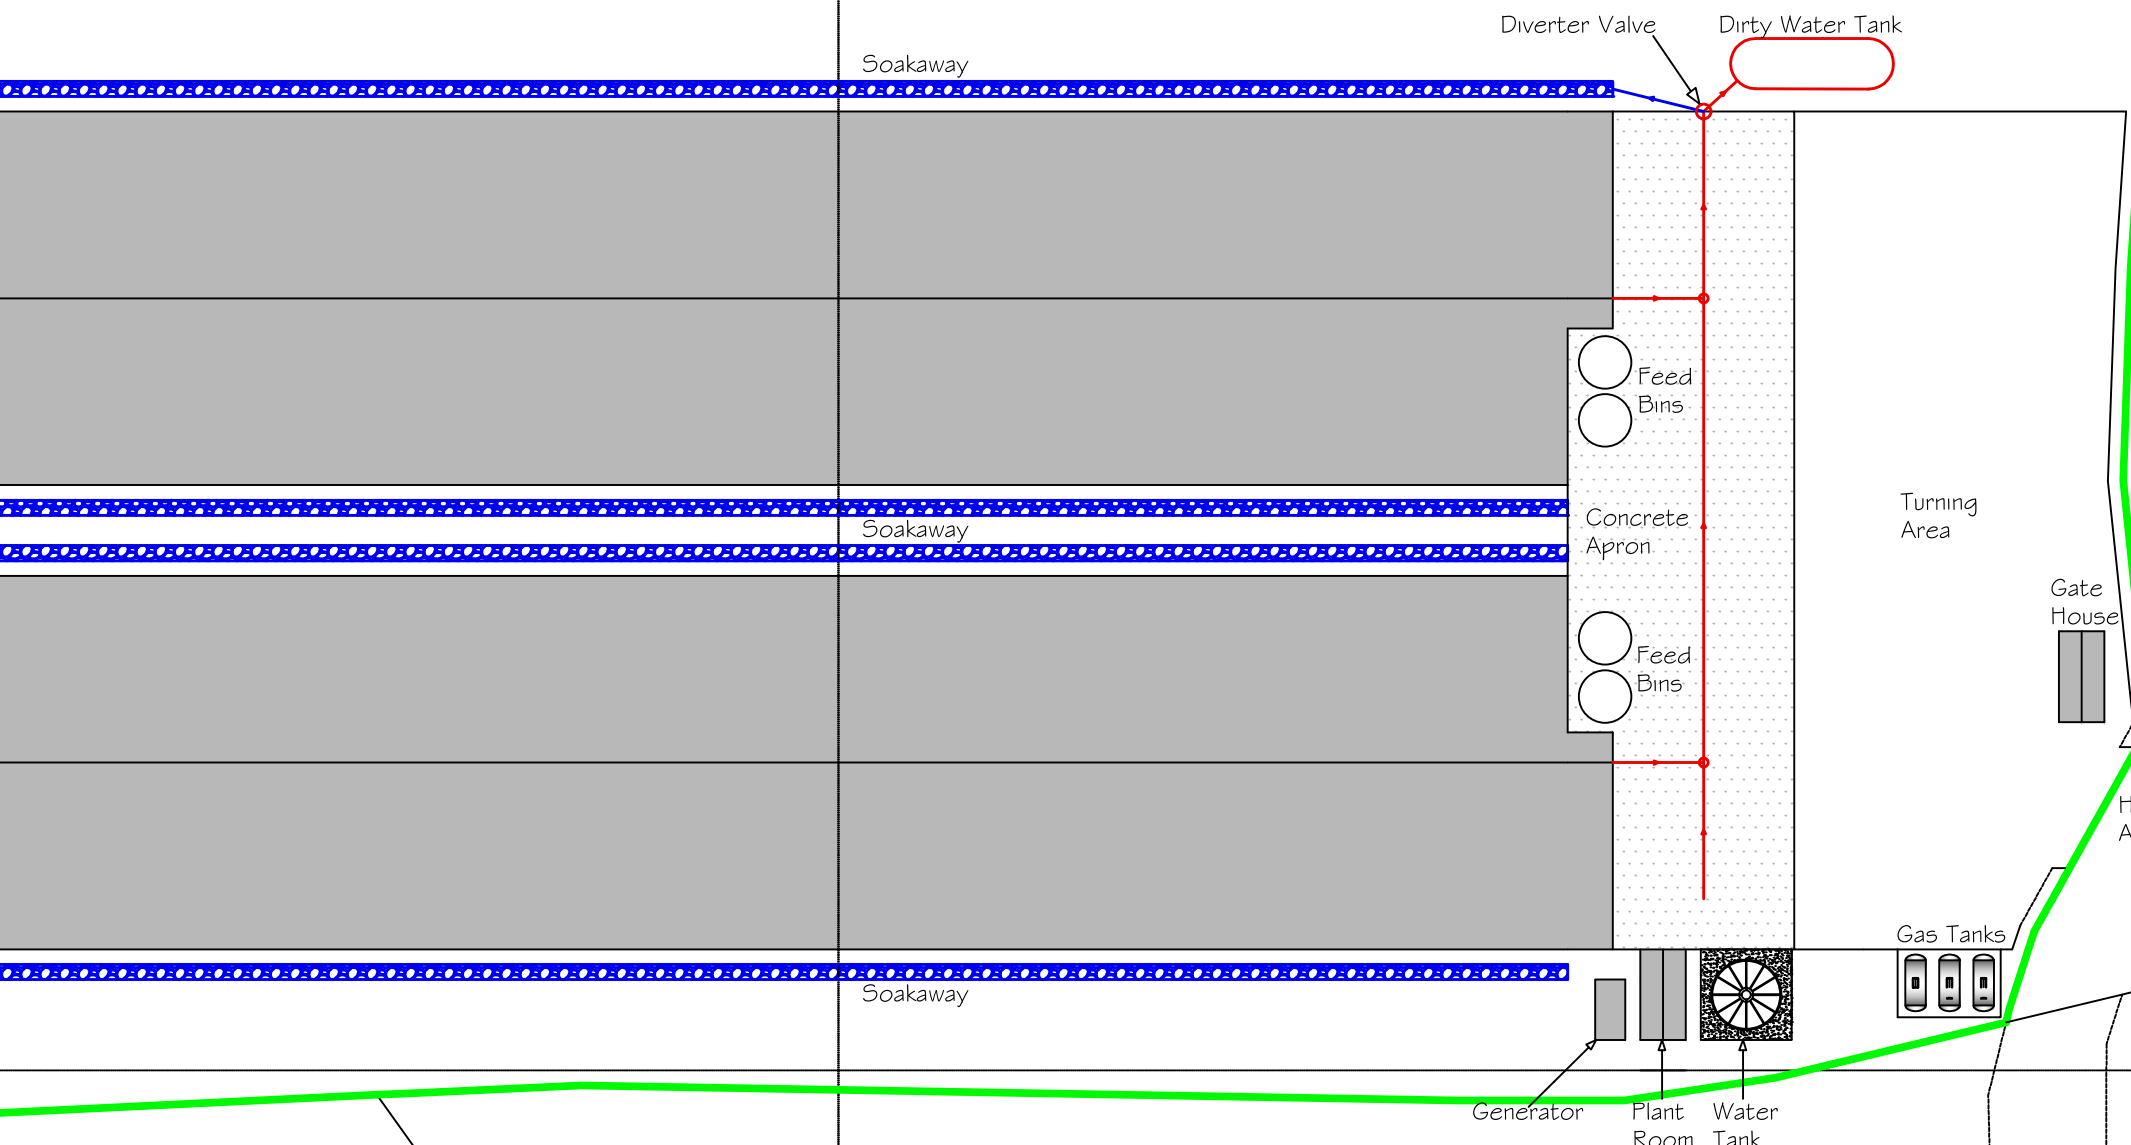 Diverter Valve
Dirty Water Tank
Soakaway
Feed
Bins
Concrete
Apron
Soakaway
Turning
Area
Gate
House
Feed
Bins
H
A
Gas Tanks
Soakaway
Generator
Plant
Room
Water
Tank